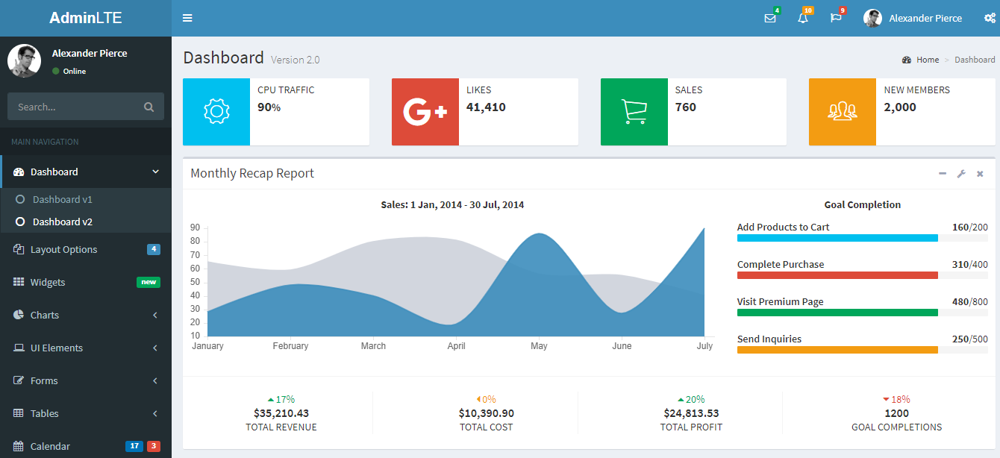 AdminLTE
4
10
9
Alexander Pierce
Alexander Pierce
Online
Search...
MAIN NAVIGATION
Dashboard
Dashboard v1
Dashboard v2
Layout Options 4
Widgets new
Charts
UI Elements
Forms
Tables
Calendar 17 3
Dashboard Version 2.0
Home > Dashboard
CPU TRAFFIC
90%
G+
LIKES
41,410
SALES
760
NEW MEMBERS
2,000
Monthly Recap Report
Sales: 1 Jan, 2014 - 30 Jul, 2014
90
80
70
60
50
40
30
20
10
January February March April May June July
Goal Completion
Add Products to Cart 160/200
Complete Purchase 310/400
Visit Premium Page 480/800
Send Inquiries 250/500
17%
$35,210.43
TOTAL REVENUE
0%
$10,390.90
TOTAL COST
20%
$24,813.53
TOTAL PROFIT
18%
1200
GOAL COMPLETIONS